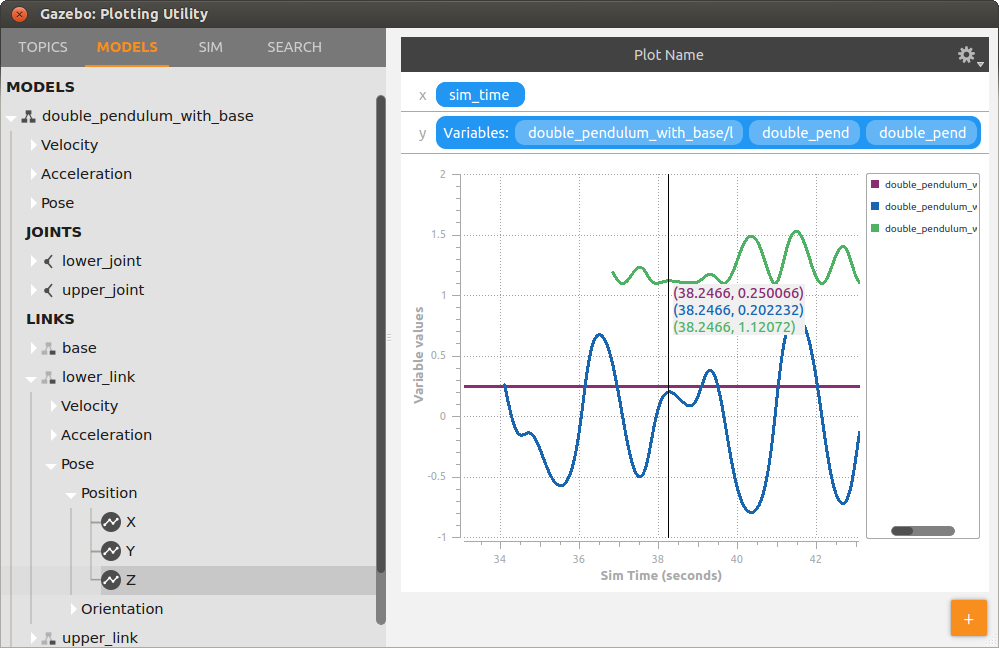 Gazebo: Plotting Utility
TOPICS MODELS SIM SEARCH
MODELS
double_pendulum_with_base
Velocity
Acceleration
Pose
JOINTS
lower_joint
upper_joint
LINKS
base
lower_link
Velocity
Acceleration
Pose
Position
X
Y
Z
Orientation
upper_link
Plot Name
x sim_time
y Variables: double_pendulum_with_base/l double_pend double_pend
2
1.5
1
0.5
0
-0.5
-1
Variable values
(38.2466, 0.250066)
(38.2466, 0.202232)
(38.2466, 1.12072)
34 36 38 40 42
Sim Time (seconds)
double_pendulum_w
double_pendulum_w
double_pendulum_w
+